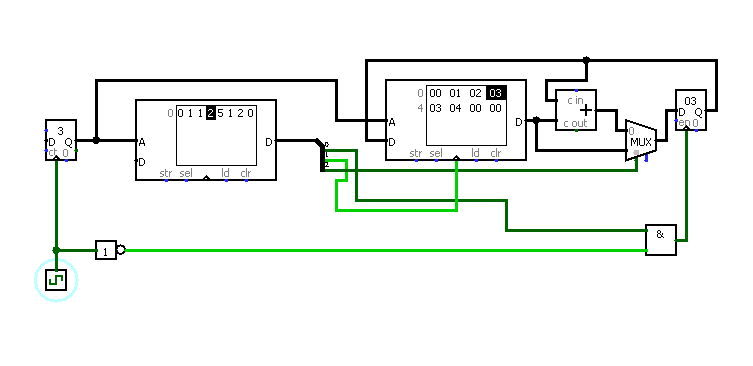 0 1 1 2 5 1 2 0
0 00 01 02 03
4 03 04 00 00
3
D Q
ct 0
A
D
D
str sel ld clr
0
1
2
A
D
D
str sel ld clr
c in
+
c out
0
MUX
03
D Q
en 0
&
1